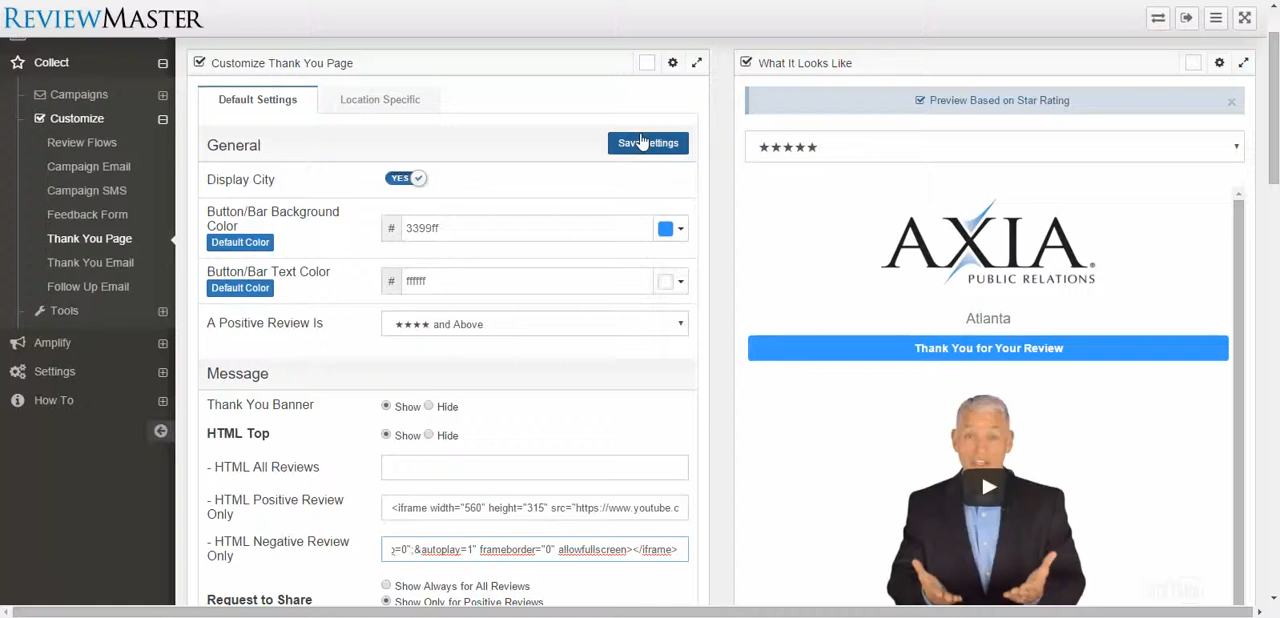 REVIEWMASTER
Collect
Campaigns
Customize
Review Flows
Campaign Email
Campaign SMS
Feedback Form
Thank You Page
Thank You Email
Follow Up Email
Tools
Amplify
Settings
How To
Customize Thank You Page
Default Settings
Location Specific
General
Save Settings
Display City
YES
Button/Bar Background
Color
Default Color
# 3399ff
Button/Bar Text Color
Default Color
# ffffff
A Positive Review Is
★★★★ and Above
Message
Thank You Banner
Show Hide
HTML Top
Show Hide
- HTML All Reviews
- HTML Positive Review
Only
<iframe width="560" height="315" src="https://www.youtube.c
- HTML Negative Review
Only
=0";&autoplay=1" frameborder="0" allowfullscreen></iframe>
Show Always for All Reviews
Request to Share
Show Only for Positive Reviews
What It Looks Like
Preview Based on Star Rating
×
★★★★★
AXIA®
PUBLIC RELATIONS
Atlanta
Thank You for Your Review